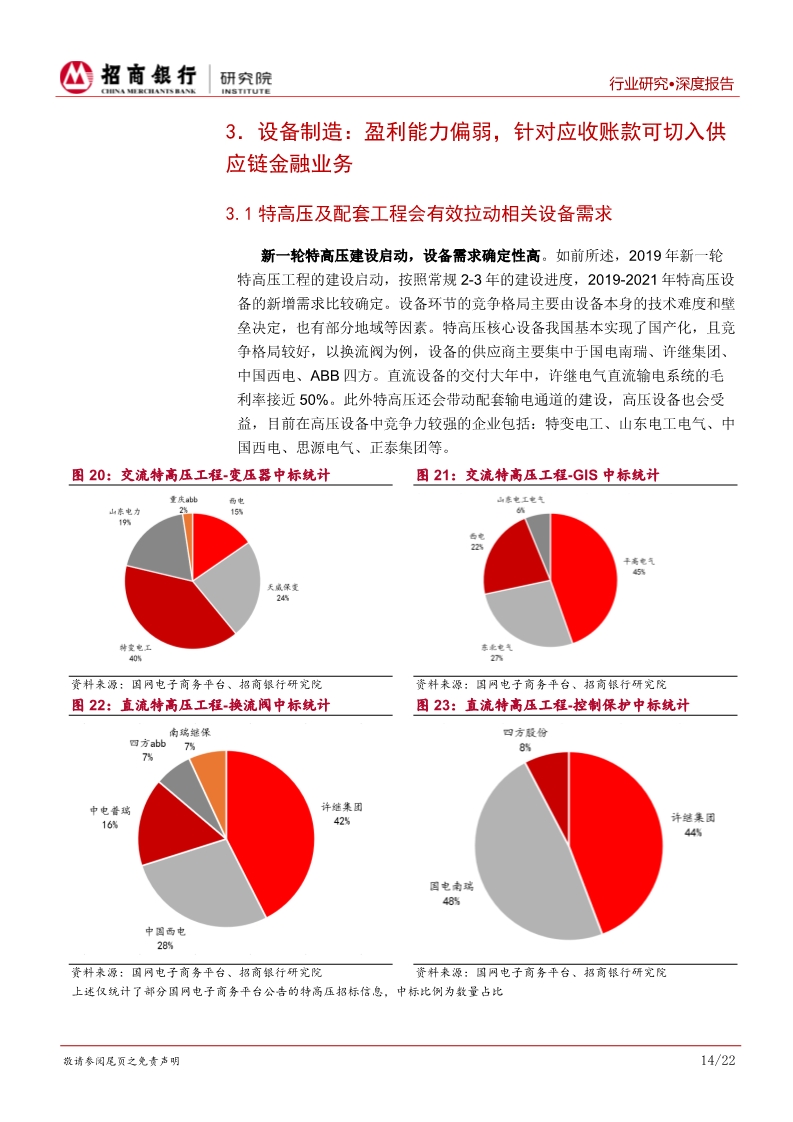 招商银行 研究院
CHINA MERCHANTS BANK INSTITUTE
行业研究•深度报告
3．设备制造：盈利能力偏弱，针对应收账款可切入供
应链金融业务
3.1 特高压及配套工程会有效拉动相关设备需求
新一轮特高压建设启动，设备需求确定性高。如前所述，2019 年新一轮
特高压工程的建设启动，按照常规 2-3 年的建设进度，2019-2021 年特高压设
备的新增需求比较确定。设备环节的竞争格局主要由设备本身的技术难度和壁
垒决定，也有部分地域等因素。特高压核心设备我国基本实现了国产化，且竞
争格局较好，以换流阀为例，设备的供应商主要集中于国电南瑞、许继集团、
中国西电、ABB 四方。直流设备的交付大年中，许继电气直流输电系统的毛
利率接近 50%。此外特高压还会带动配套输电通道的建设，高压设备也会受
益，目前在高压设备中竞争力较强的企业包括：特变电工、山东电工电气、中
国西电、思源电气、正泰集团等。
图 20：交流特高压工程-变压器中标统计
重庆abb
2%
西电
15%
山东电力
19%
天威保变
24%
特变电工
40%
资料来源：国网电子商务平台、招商银行研究院
图 21：交流特高压工程-GIS 中标统计
山东电工电气
6%
西电
22%
平高电气
45%
东北电气
27%
资料来源：国网电子商务平台、招商银行研究院
图 22：直流特高压工程-换流阀中标统计
南瑞继保
7%
四方abb
7%
中电普瑞
16%
许继集团
42%
中国西电
28%
资料来源：国网电子商务平台、招商银行研究院
图 23：直流特高压工程-控制保护中标统计
四方股份
8%
许继集团
44%
国电南瑞
48%
资料来源：国网电子商务平台、招商银行研究院
上述仅统计了部分国网电子商务平台公告的特高压招标信息，中标比例为数量占比
敬请参阅尾页之免责声明
14/22